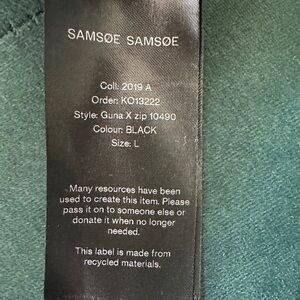 SAMSØE SAMSØE
Coll: 2019 A
Order: KO13222
Style: Guna X zip 10490
Colour: BLACK
Size: L
Many resources have been
used to create this item. Please
pass it on to someone else or
donate it when no longer
needed.
This label is made from
recycled materials.